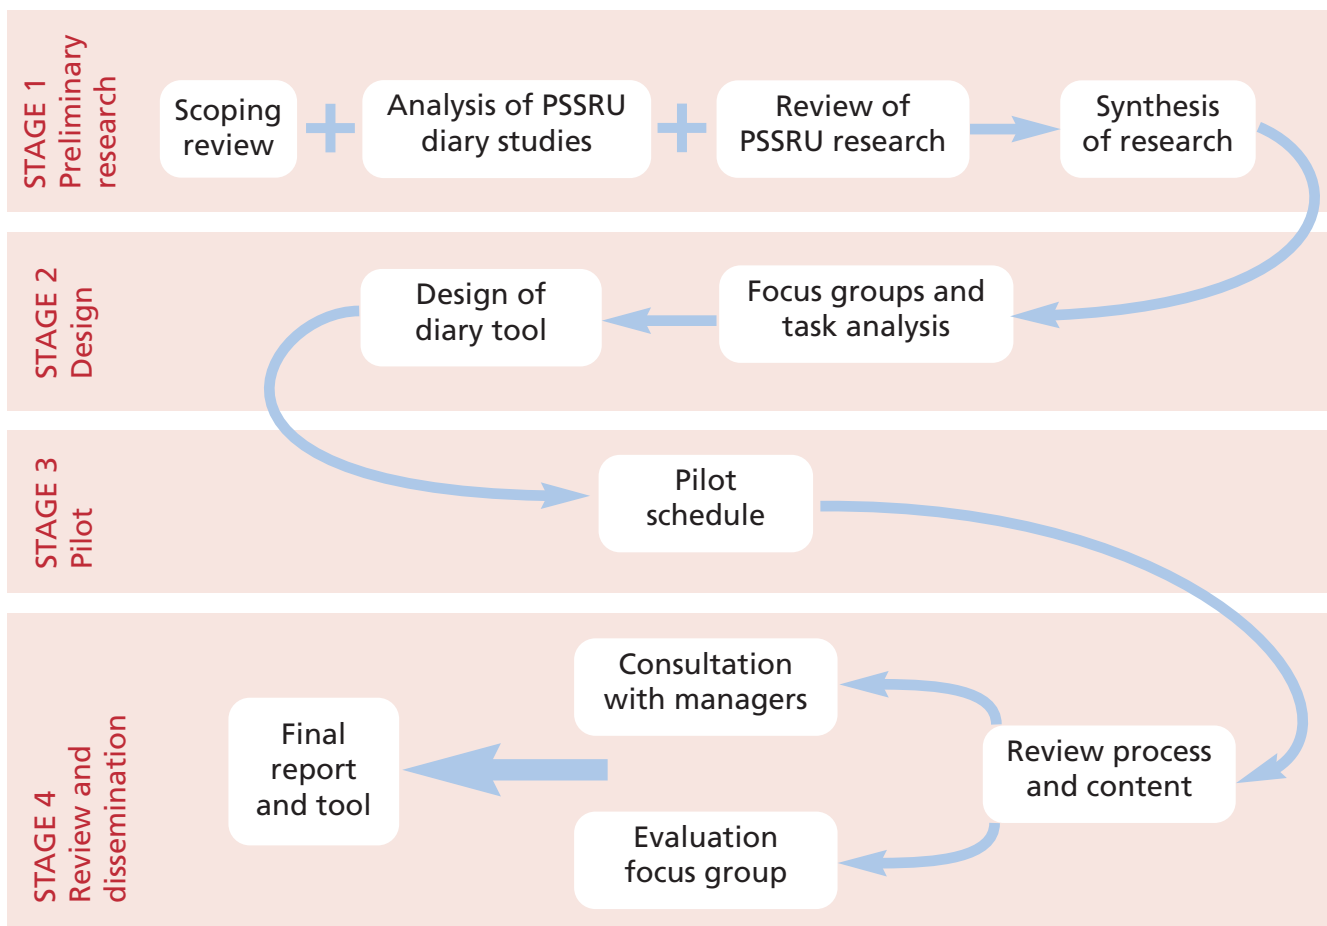 STAGE 1
Preliminary
research
Scoping
review
Analysis of PSSRU
diary studies
Review of
PSSRU research
Synthesis
of research
STAGE 2
Design
Design of
diary tool
Focus groups and
task analysis
STAGE 3
Pilot
Pilot
schedule
STAGE 4
Review and
dissemination
Final
report
and tool
Consultation
with managers
Evaluation
focus group
Review process
and content